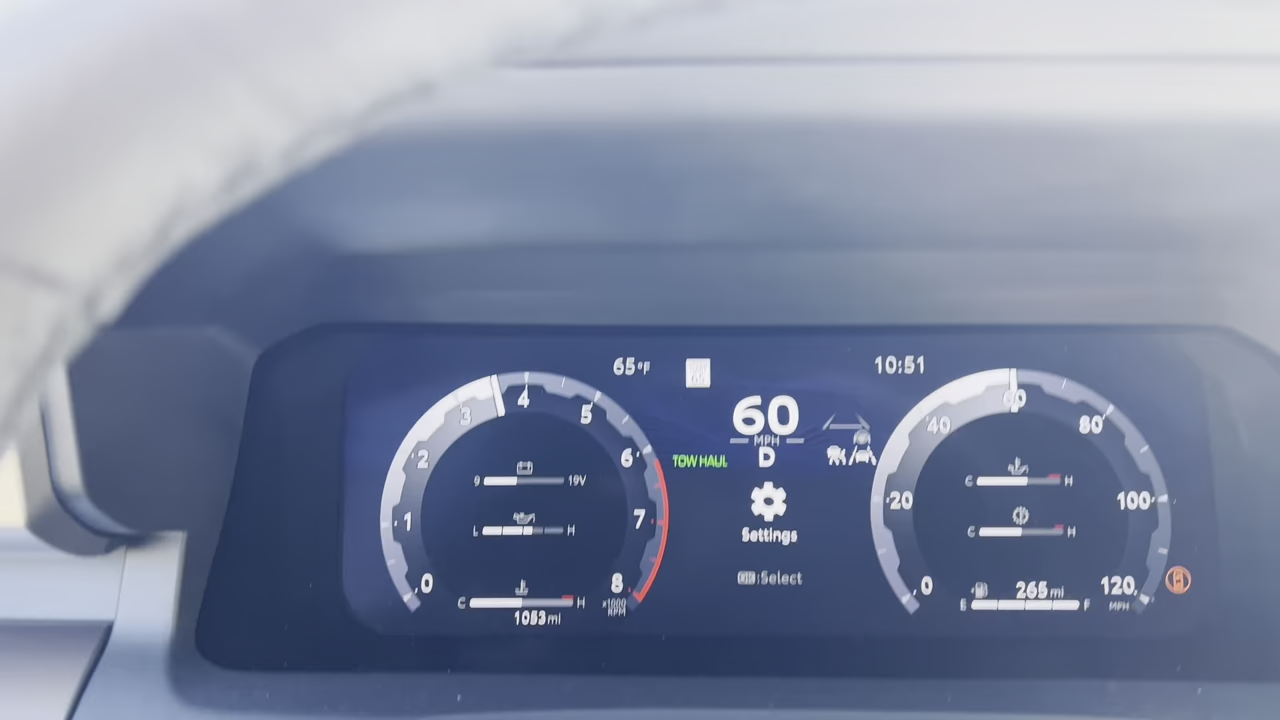 65°F
10:51
60
MPH
TOW HAUL
D
Settings
:Select
0
1
2
3
4
5
6
7
8
x1000
RPM
9
19V
L
H
C
H
1053 mi
0
20
40
60
80
100
120
MPH
C
H
C
H
265 mi
E
F